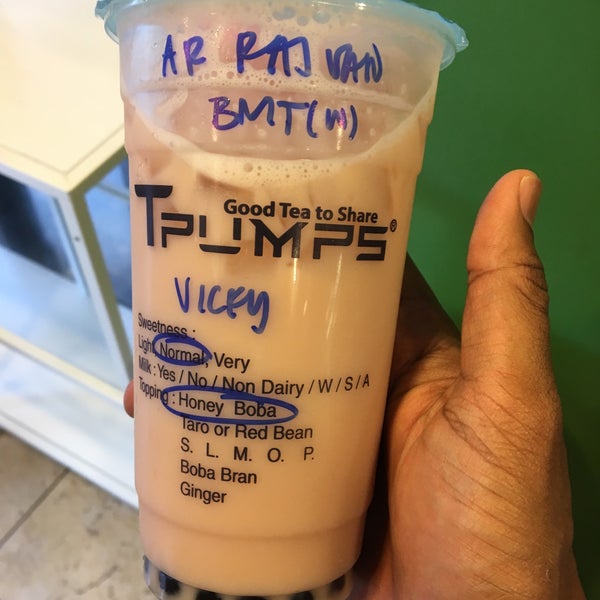 AR RAJ VAN
BMT(W)
Good Tea to Share
TPUMPS®
VICKY
Sweetness :
Light, Normal, Very
Milk : Yes / No / Non Dairy / W / S / A
Topping : Honey Boba
Taro or Red Bean
S. L. M. O. P.
Boba Bran
Ginger